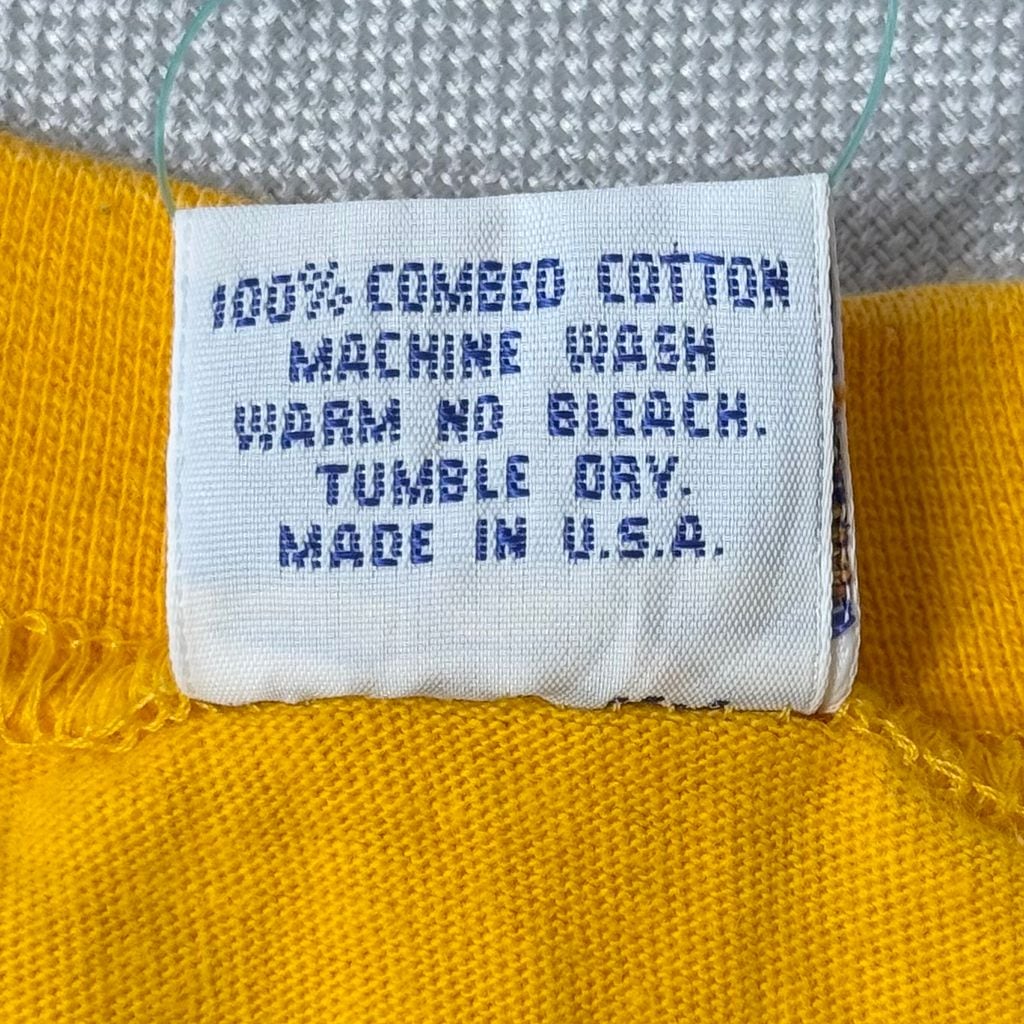 100% COMBED COTTON
MACHINE WASH
WARM NO BLEACH.
TUMBLE DRY.
MADE IN U.S.A.